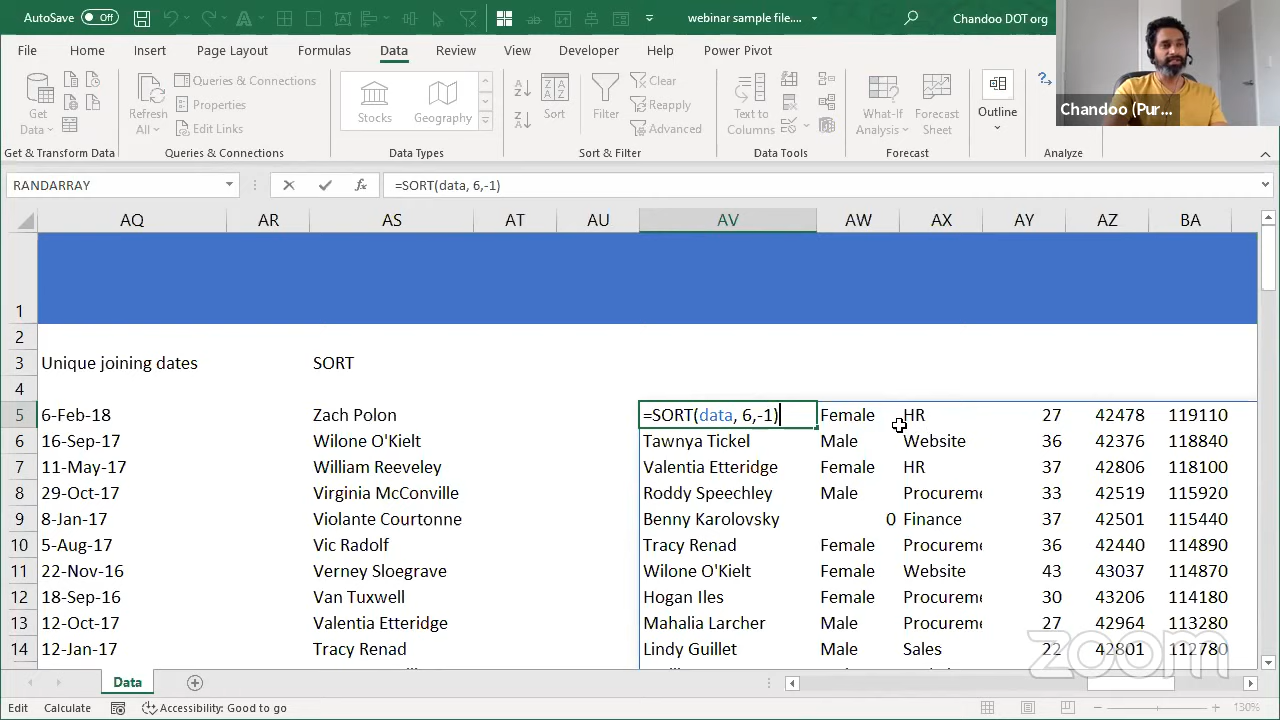 AutoSave Off webinar sample file.... Chandoo DOT org
File Home Insert Page Layout Formulas Data Review View Developer Help Power Pivot
Get Data
Refresh All
Queries & Connections
Properties
Edit Links
Stocks
Geography
Sort
Filter
Clear
Reapply
Advanced
Text to Columns
What-If Analysis
Forecast Sheet
Outline
Chandoo (Pur...
Get & Transform Data Queries & Connections Data Types Sort & Filter Data Tools Forecast Analyze
RANDARRAY fx =SORT(data, 6,-1)
AQ AR AS AT AU AV AW AX AY AZ BA
1
2
3 Unique joining dates SORT
4
5 6-Feb-18 Zach Polon =SORT(data, 6,-1) Female HR 27 42478 119110
6 16-Sep-17 Wilone O'Kielt Tawnya Tickel Male Website 36 42376 118840
7 11-May-17 William Reeveley Valentia Etteridge Female HR 37 42806 118100
8 29-Oct-17 Virginia McConville Roddy Speechley Male Procureme 33 42519 115920
9 8-Jan-17 Violante Courtonne Benny Karolovsky 0 Finance 37 42501 115440
10 5-Aug-17 Vic Radolf Tracy Renad Female Procureme 36 42440 114890
11 22-Nov-16 Verney Sloegrave Wilone O'Kielt Female Website 43 43037 114870
12 18-Sep-16 Van Tuxwell Hogan Iles Female Procureme 30 43206 114180
13 12-Oct-17 Valentia Etteridge Mahalia Larcher Male Procureme 27 42964 113280
14 12-Jan-17 Tracy Renad Lindy Guillet Male Sales 22 42801 112780
zoom
Data
Edit Calculate Accessibility: Good to go 130%